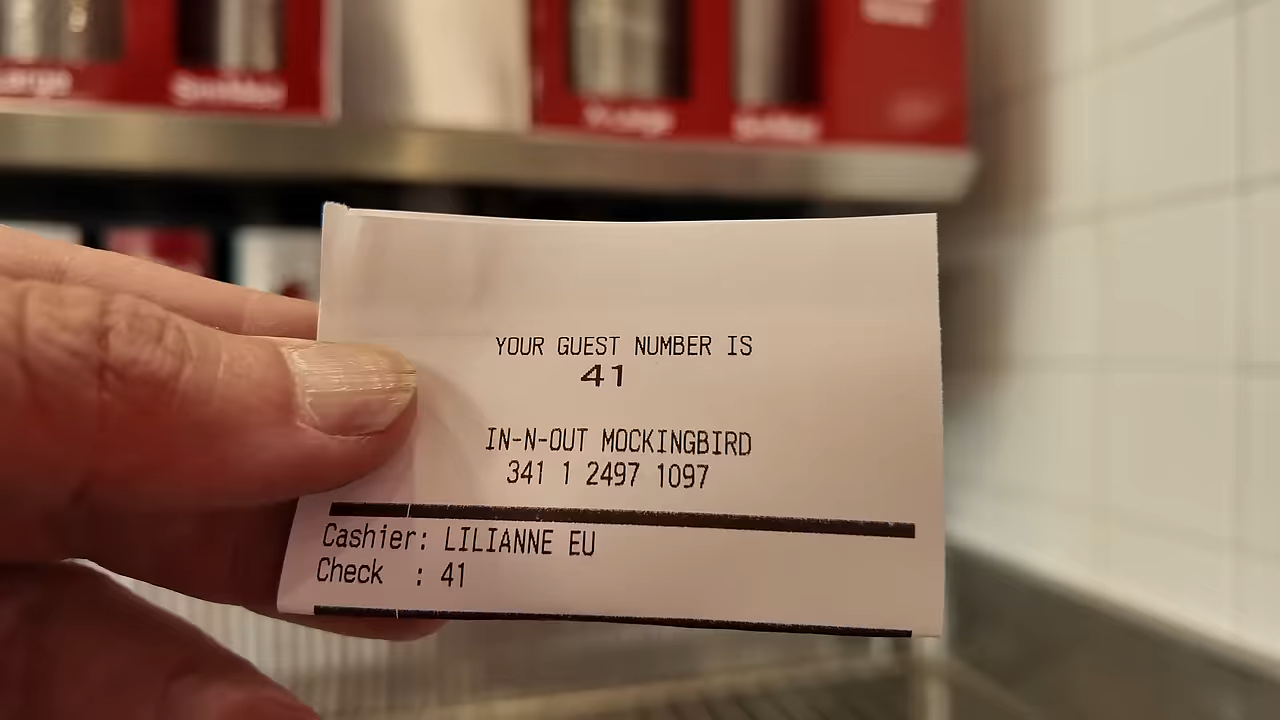 YOUR GUEST NUMBER IS
41
IN-N-OUT MOCKINGBIRD
341 1 2497 1097
Cashier: LILIANNE EU
Check : 41